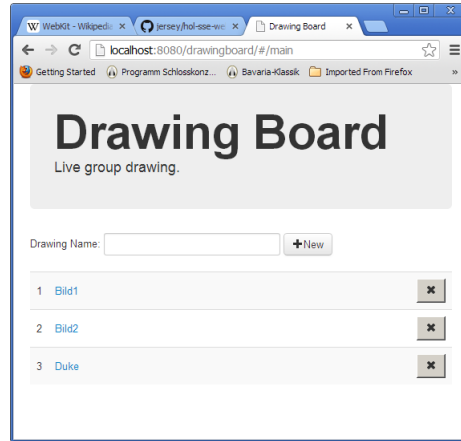 WebKit - Wikipedic
jersey/hol-sse-we
Drawing Board
localhost:8080/drawingboard/#/main
Getting Started Programm Schlosskonz... Bavaria-Klassik Imported From Firefox »
Drawing Board
Live group drawing.
Drawing Name: +New
1 Bild1
2 Bild2
3 Duke